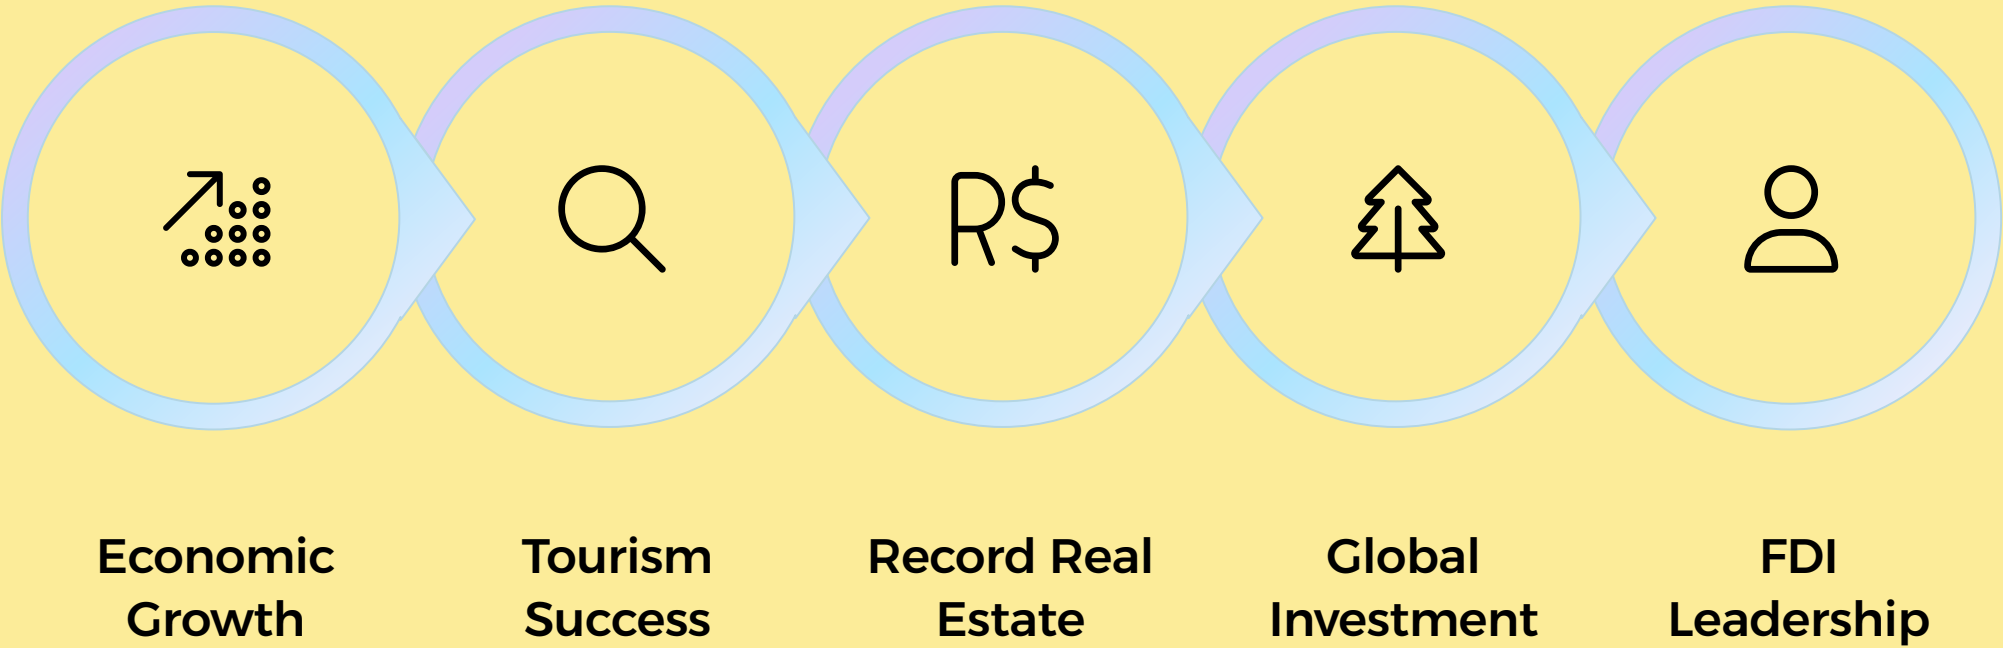 R$
Economic
Growth
Tourism
Success
Record Real
Estate
Global
Investment
FDI
Leadership